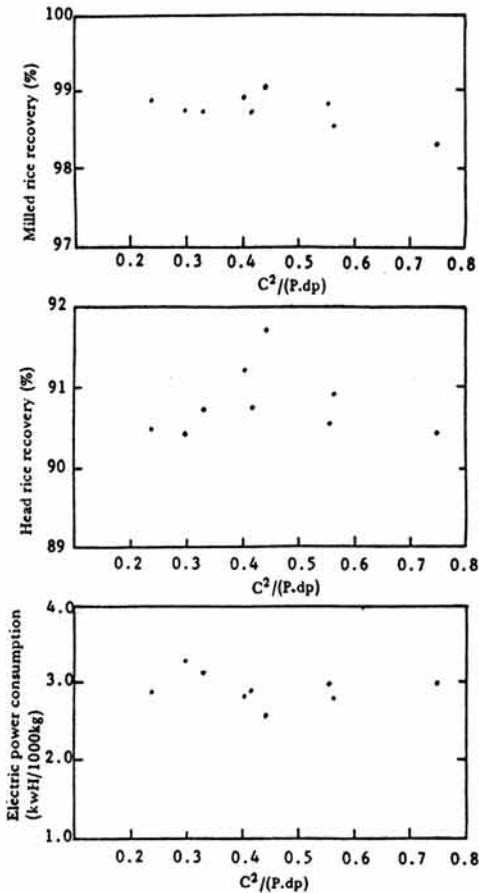 100
99
98
97
Milled rice recovery (%)
0.2 0.3 0.4 0.5 0.6 0.7 0.8
C²/(P.dp)
92
91
90
89
Head rice recovery (%)
0.2 0.3 0.4 0.5 0.6 0.7 0.8
C²/(P.dp)
4.0
3.0
2.0
1.0
Electric power consumption
(kwH/1000kg)
0.2 0.3 0.4 0.5 0.6 0.7 0.8
C²/(P.dp)